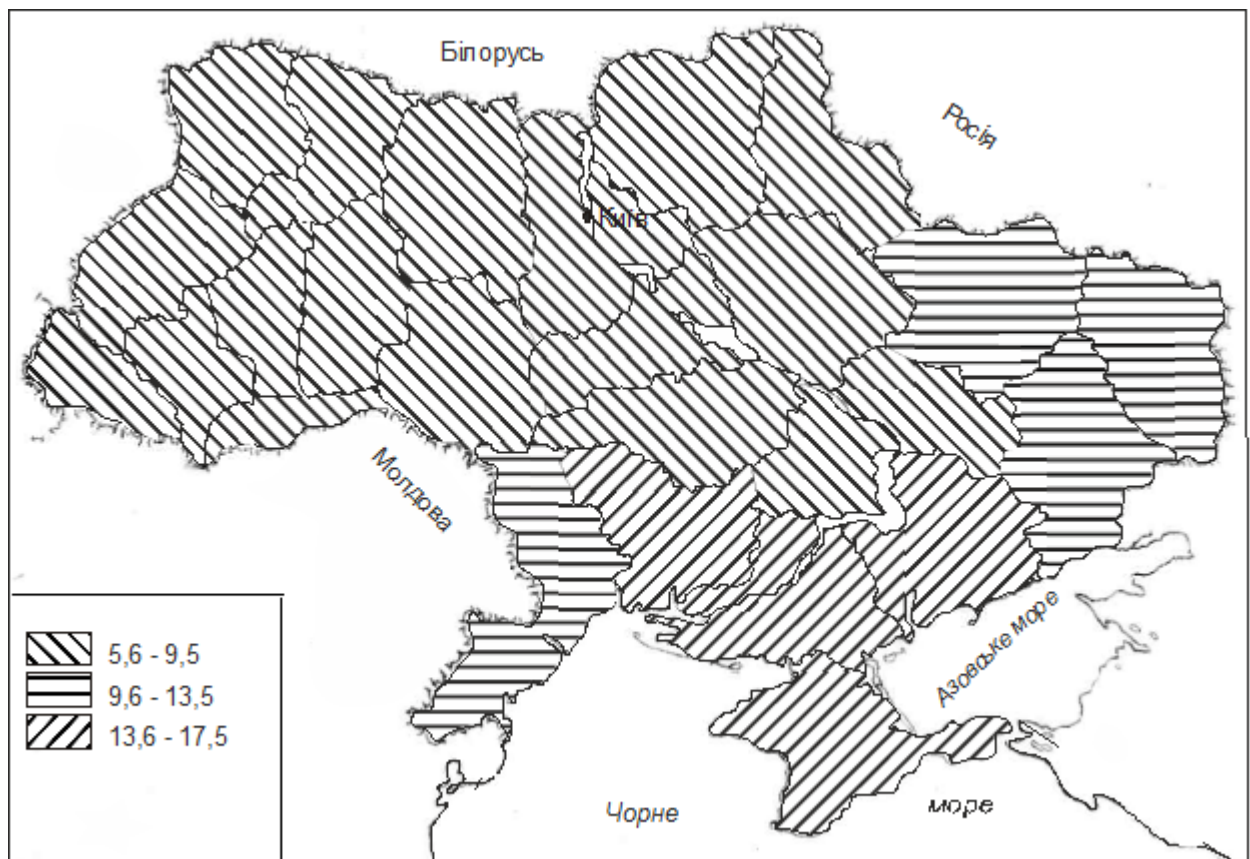 Білорусь
Росія
Київ
Молдова
Азовське море
Чорне
море
5,6 - 9,5
9,6 - 13,5
13,6 - 17,5